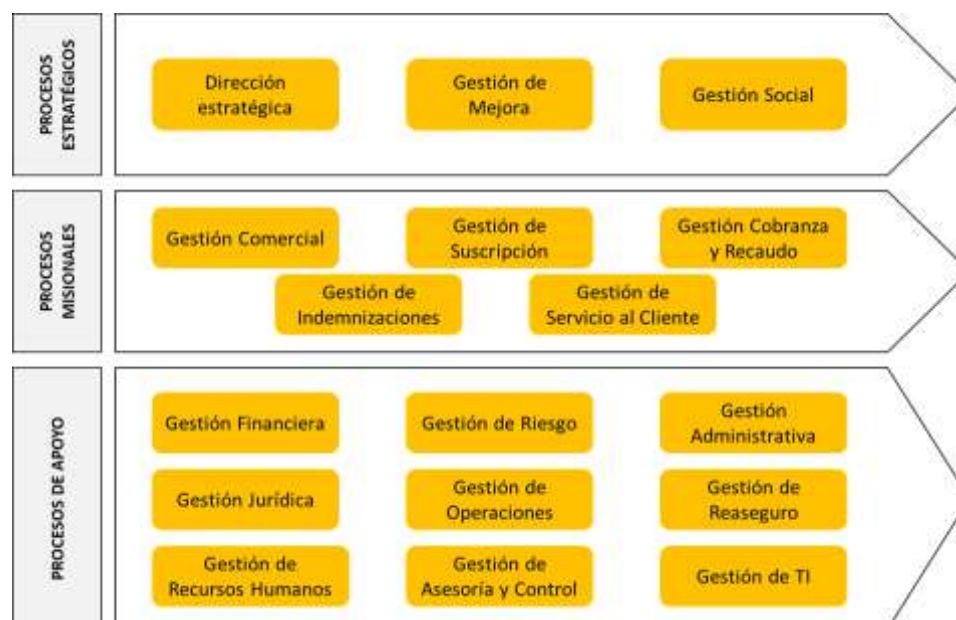 PROCESOS
ESTRATÉGICOS
Dirección
estratégica
Gestión de
Mejora
Gestión Social
PROCESOS
MISIONALES
Gestión Comercial
Gestión de
Suscripción
Gestión Cobranza
y Recaudo
Gestión de
Indemnizaciones
Gestión de
Servicio al Cliente
PROCESOS DE APOYO
Gestión Financiera
Gestión de Riesgo
Gestión
Administrativa
Gestión Jurídica
Gestión de
Operaciones
Gestión de
Reaseguro
Gestión de
Recursos Humanos
Gestión de
Asesoría y Control
Gestión de TI